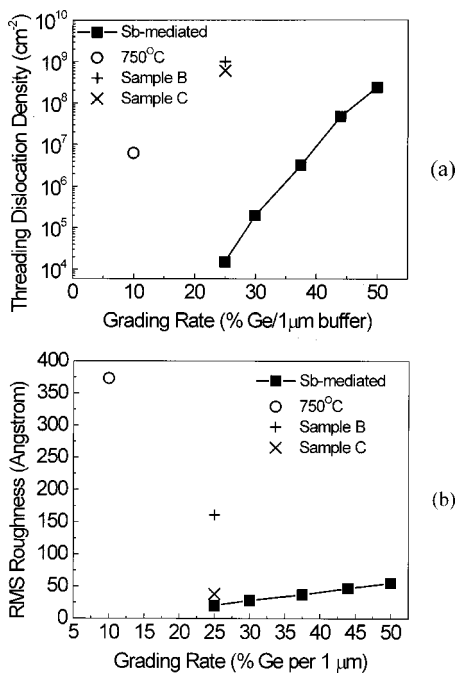 Threading Dislocation Density (cm⁻²)
10¹⁰
10⁹
10⁸
10⁷
10⁶
10⁵
10⁴
Sb-mediated
750°C
Sample B
Sample C
(a)
0 10 20 30 40 50
Grading Rate (% Ge/1μm buffer)
RMS Roughness (Angstrom)
400
350
300
250
200
150
100
50
0
Sb-mediated
750°C
Sample B
Sample C
(b)
5 10 15 20 25 30 35 40 45 50
Grading Rate (% Ge per 1 μm)